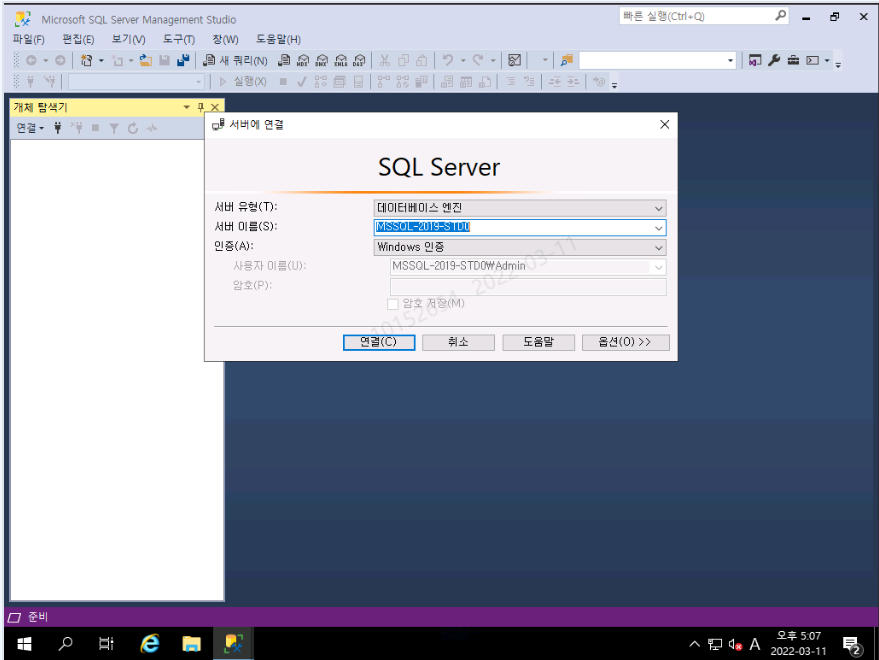 Microsoft SQL Server Management Studio
빠른 실행(Ctrl+Q)
파일(F) 편집(E) 보기(V) 도구(T) 창(W) 도움말(H)
새 쿼리(N)
실행(X)
개체 탐색기
연결
서버에 연결
SQL Server
서버 유형(T): 데이터베이스 엔진
서버 이름(S): MSSQL-2019-STD0
인증(A): Windows 인증
사용자 이름(U): MSSQL-2019-STD0₩Admin
암호(P):
암호 저장(M)
2022-03-11
연결(C) 취소 도움말 옵션(O) >>
준비
A 오후 5:07
2022-03-11
2